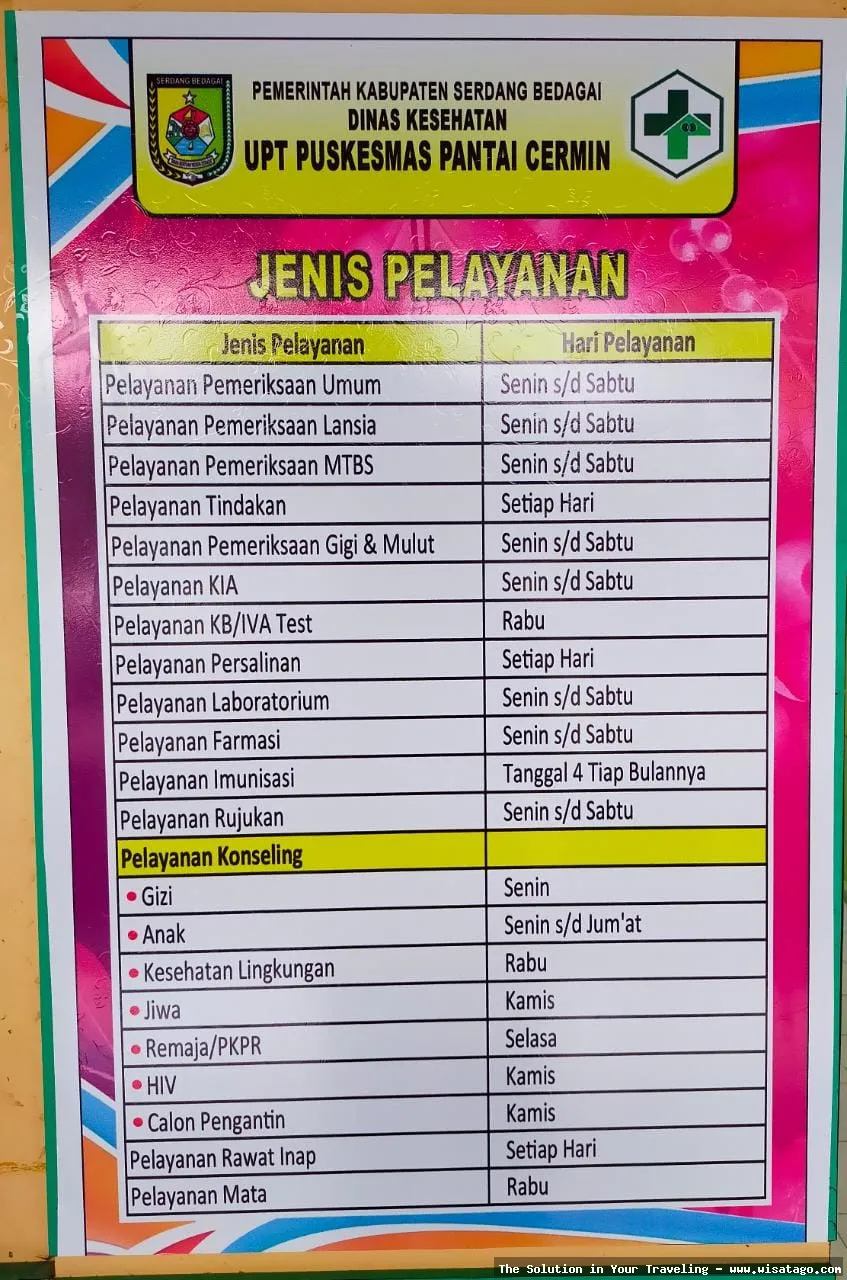 SERDANG BEDAGAI
PEMERINTAH KABUPATEN SERDANG BEDAGAI
DINAS KESEHATAN
UPT PUSKESMAS PANTAI CERMIN
JENIS PELAYANAN
Jenis Pelayanan Hari Pelayanan
Pelayanan Pemeriksaan Umum Senin s/d Sabtu
Pelayanan Pemeriksaan Lansia Senin s/d Sabtu
Pelayanan Pemeriksaan MTBS Senin s/d Sabtu
Pelayanan Tindakan Setiap Hari
Pelayanan Pemeriksaan Gigi & Mulut Senin s/d Sabtu
Pelayanan KIA Senin s/d Sabtu
Pelayanan KB/IVA Test Rabu
Pelayanan Persalinan Setiap Hari
Pelayanan Laboratorium Senin s/d Sabtu
Pelayanan Farmasi Senin s/d Sabtu
Pelayanan Imunisasi Tanggal 4 Tiap Bulannya
Pelayanan Rujukan Senin s/d Sabtu
Pelayanan Konseling
• Gizi Senin
• Anak Senin s/d Jum'at
• Kesehatan Lingkungan Rabu
• Jiwa Kamis
• Remaja/PKPR Selasa
• HIV Kamis
• Calon Pengantin Kamis
Pelayanan Rawat Inap Setiap Hari
Pelayanan Mata Rabu
The Solution in Your Traveling - www.wisatago.com